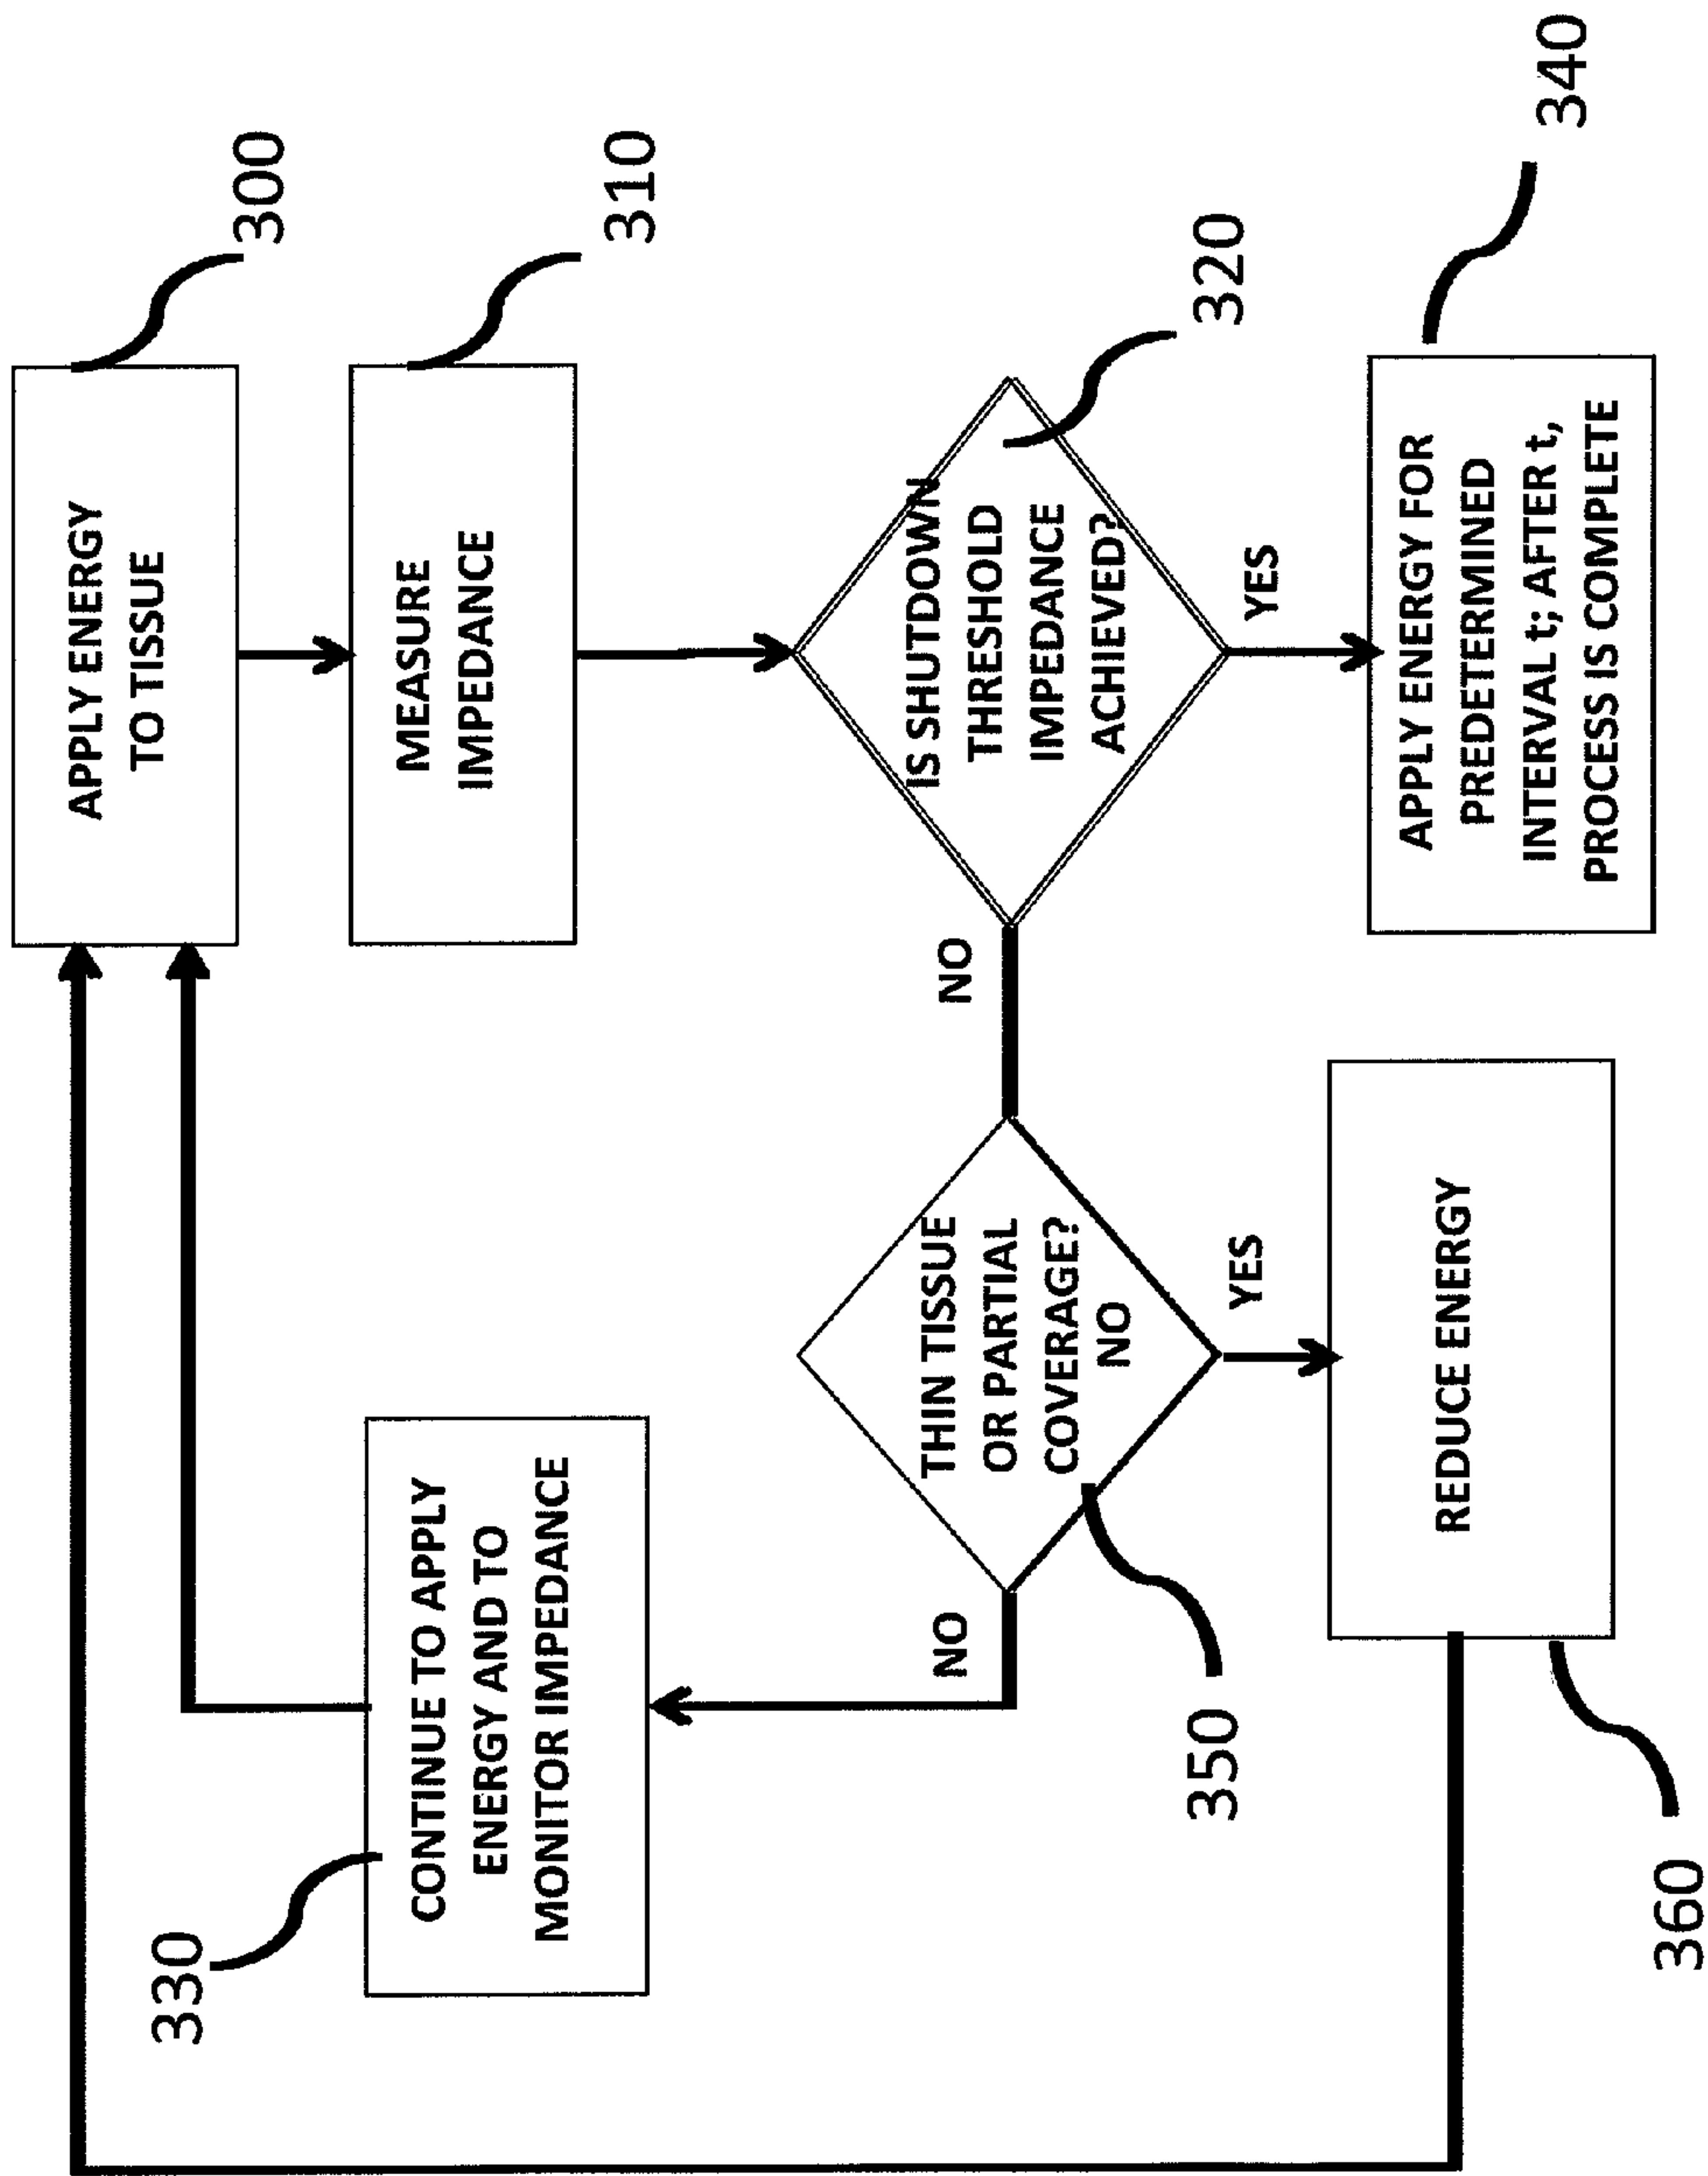 APPLY ENERGY
TO TISSUE
300
MEASURE
IMPEDANCE
310
IS SHUTDOWN
THRESHOLD
IMPEDANCE
ACHIEVED?
320
NO
YES
APPLY ENERGY FOR
PREDETERMINED
INTERVAL t; AFTER t,
PROCESS IS COMPLETE
340
THIN TISSUE
OR PARTIAL
COVERAGE?
NO
350
NO
YES
CONTINUE TO APPLY
ENERGY AND TO
MONITOR IMPEDANCE
330
REDUCE ENERGY
360